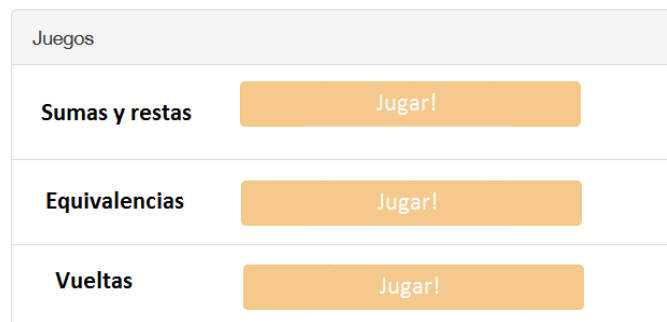 Juegos
Sumas y restas Jugar!
Equivalencias Jugar!
Vueltas Jugar!